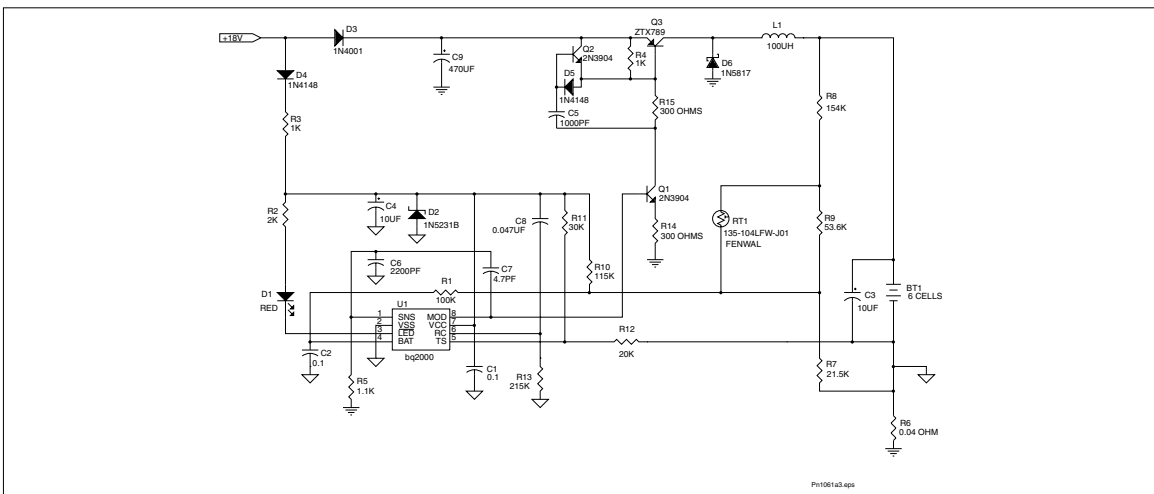 +18V
D3
1N4001
D4
1N4148
R3
1K
C9
470UF
Q2
2N3904
D5
1N4148
C5
1000PF
R4
1K
Q3
ZTX789
L1
100UH
D6
1N5817
R15
300 OHMS
R8
154K
Q1
2N3904
R14
300 OHMS
RT1
135-104LFW-J01
FENWAL
R9
53.6K
R2
2K
C4
10UF
D2
1N5231B
C8
0.047UF
R11
30K
R10
115K
C6
2200PF
C7
4.7PF
R1
100K
D1
RED
U1
1 SNS MOD 8
2 VSS VCC 7
3 LED RC 6
4 BAT TS 5
bq2000
C2
0.1
R5
1.1K
C1
0.1
R13
215K
R12
20K
C3
10UF
BT1
6 CELLS
R7
21.5K
R6
0.04 OHM
Pn1061a3.eps